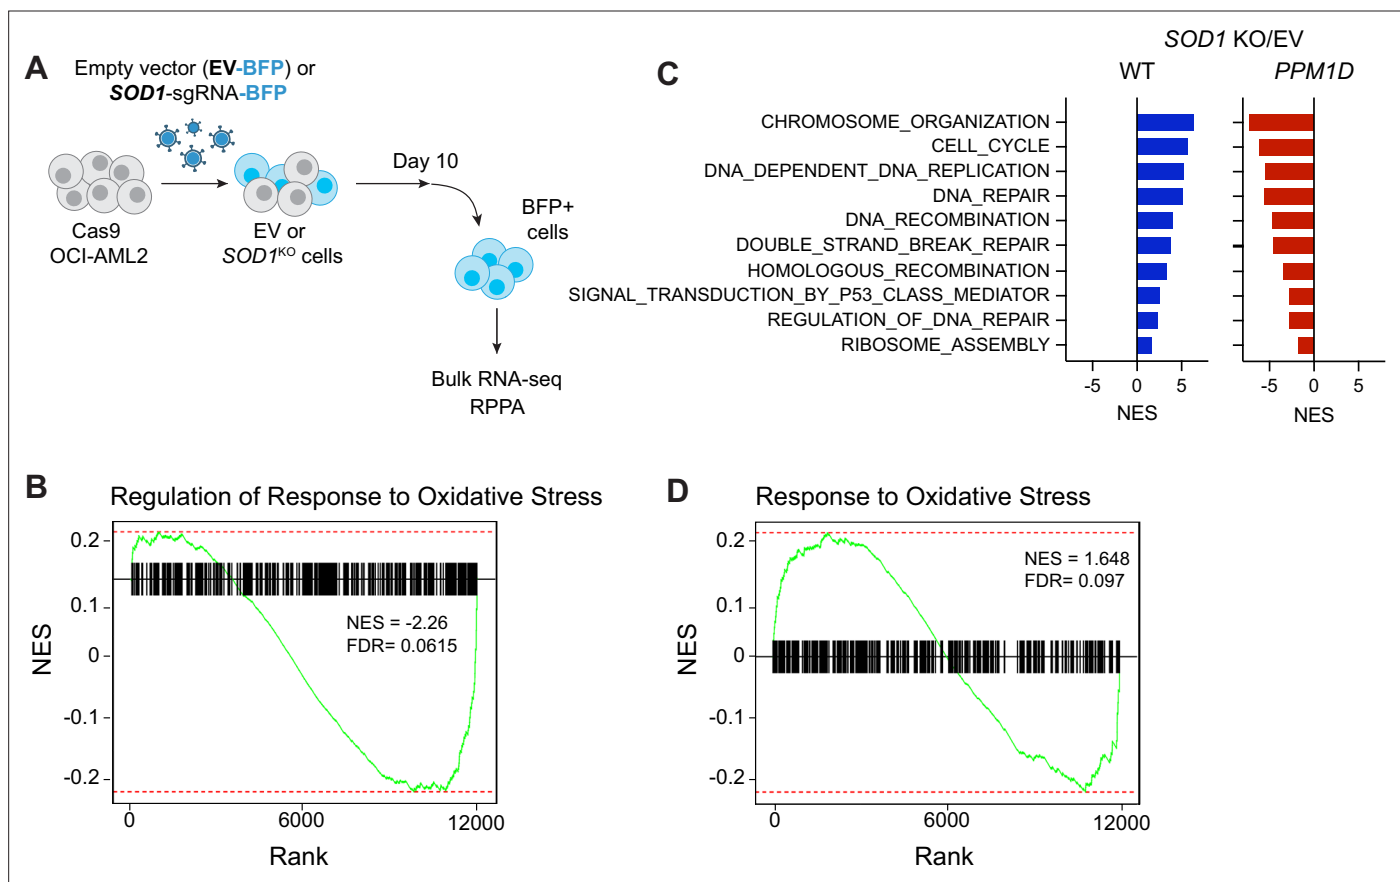 A
Empty vector (EV-BFP) or
SOD1-sgRNA-BFP
Day 10
Cas9
OCI-AML2
EV or
SOD1KO cells
BFP+
cells
Bulk RNA-seq
RPPA
C
SOD1 KO/EV
WT
PPM1D
CHROMOSOME_ORGANIZATION
CELL_CYCLE
DNA_DEPENDENT_DNA_REPLICATION
DNA_REPAIR
DNA_RECOMBINATION
DOUBLE_STRAND_BREAK_REPAIR
HOMOLOGOUS_RECOMBINATION
SIGNAL_TRANSDUCTION_BY_P53_CLASS_MEDIATOR
REGULATION_OF_DNA_REPAIR
RIBOSOME_ASSEMBLY
-5 0 5
NES
-5 0 5
NES
B
Regulation of Response to Oxidative Stress
NES
0.2
0.1
0
-0.1
-0.2
NES = -2.26
FDR= 0.0615
0 6000 12000
Rank
D
Response to Oxidative Stress
NES
0.2
0.1
0
-0.1
-0.2
NES = 1.648
FDR= 0.097
0 6000 12000
Rank